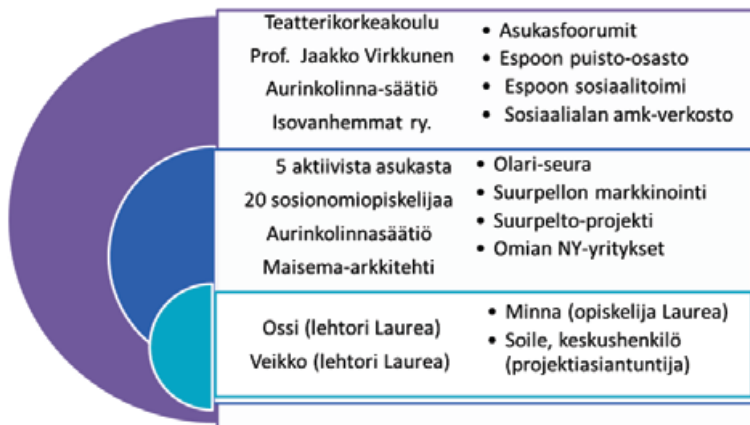 Teatterikorkeakoulu
Prof. Jaakko Virkkunen
Aurinkolinna-säätiö
Isovanhemmat ry.
• Asukasfoorumit
• Espoon puisto-osasto
• Espoon sosiaalitoimi
• Sosiaalialan amk-verkosto
5 aktiivista asukasta
20 sosionomiopiskelijaa
Aurinkolinnasäätiö
Maisema-arkkitehti
• Olari-seura
• Suurpellon markkinointi
• Suurpelto-projekti
• Omian NY-yritykset
Ossi (lehtori Laurea)
Veikko (lehtori Laurea)
• Minna (opiskelija Laurea)
• Soile, keskushenkilö
(projektiasiantuntija)